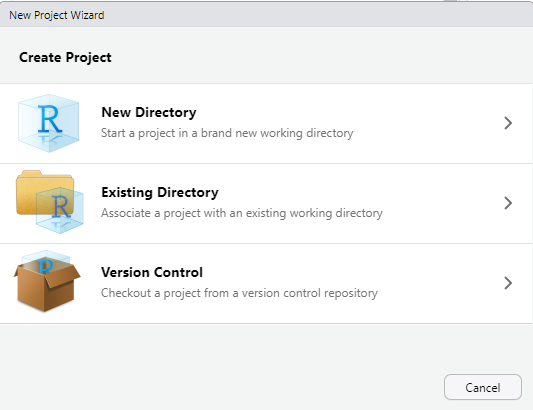 New Project Wizard
Create Project
R
New Directory
Start a project in a brand new working directory
R
Existing Directory
Associate a project with an existing working directory
R
Version Control
Checkout a project from a version control repository
Cancel